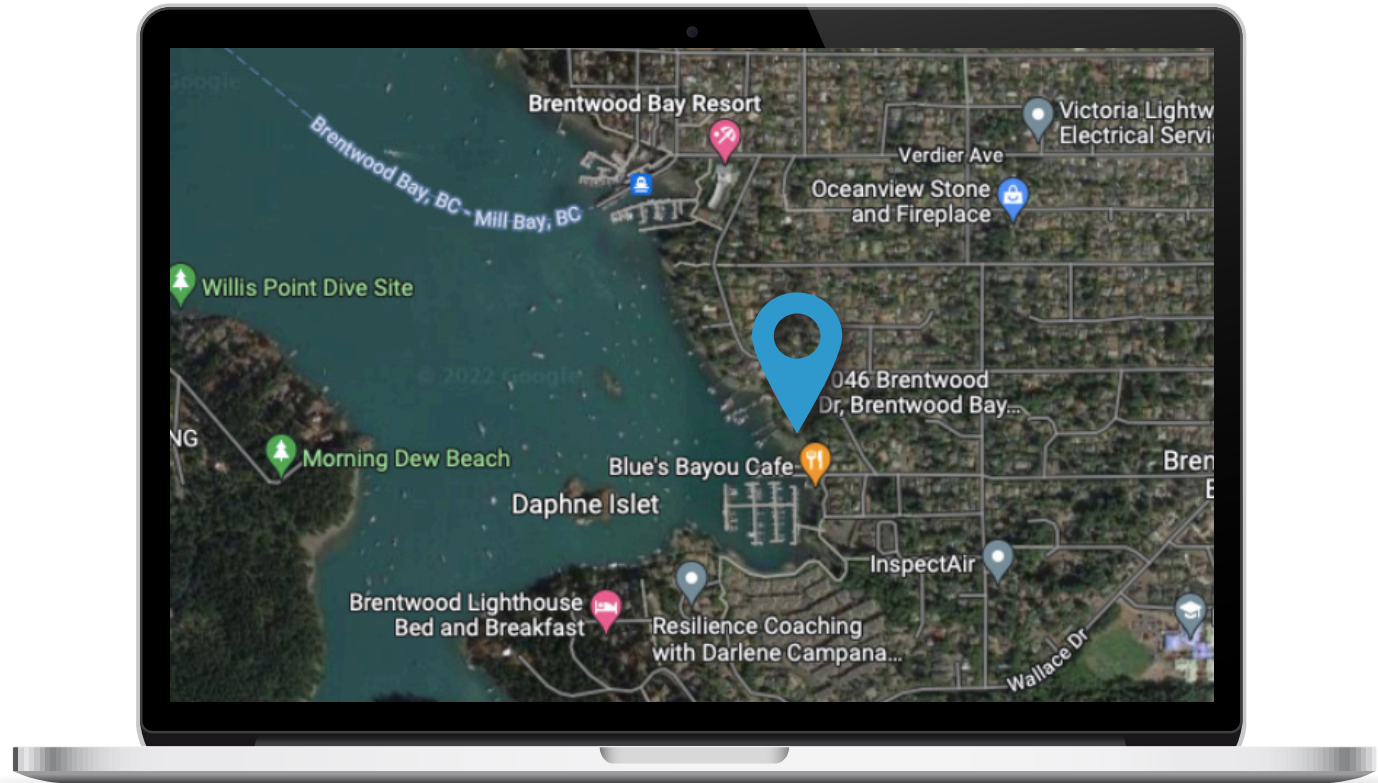 Google
Brentwood Bay Resort
Victoria Lightw
Electrical Servi
Brentwood Bay, BC - Mill Bay, BC
Verdier Ave
Oceanview Stone
and Fireplace
Willis Point Dive Site
© 2022 Google
046 Brentwood
Dr, Brentwood Bay...
NG
Morning Dew Beach
Blue's Bayou Cafe
Bren
Daphne Islet
InspectAir
Brentwood Lighthouse
Bed and Breakfast
Resilience Coaching
with Darlene Campana...
Wallace Dr